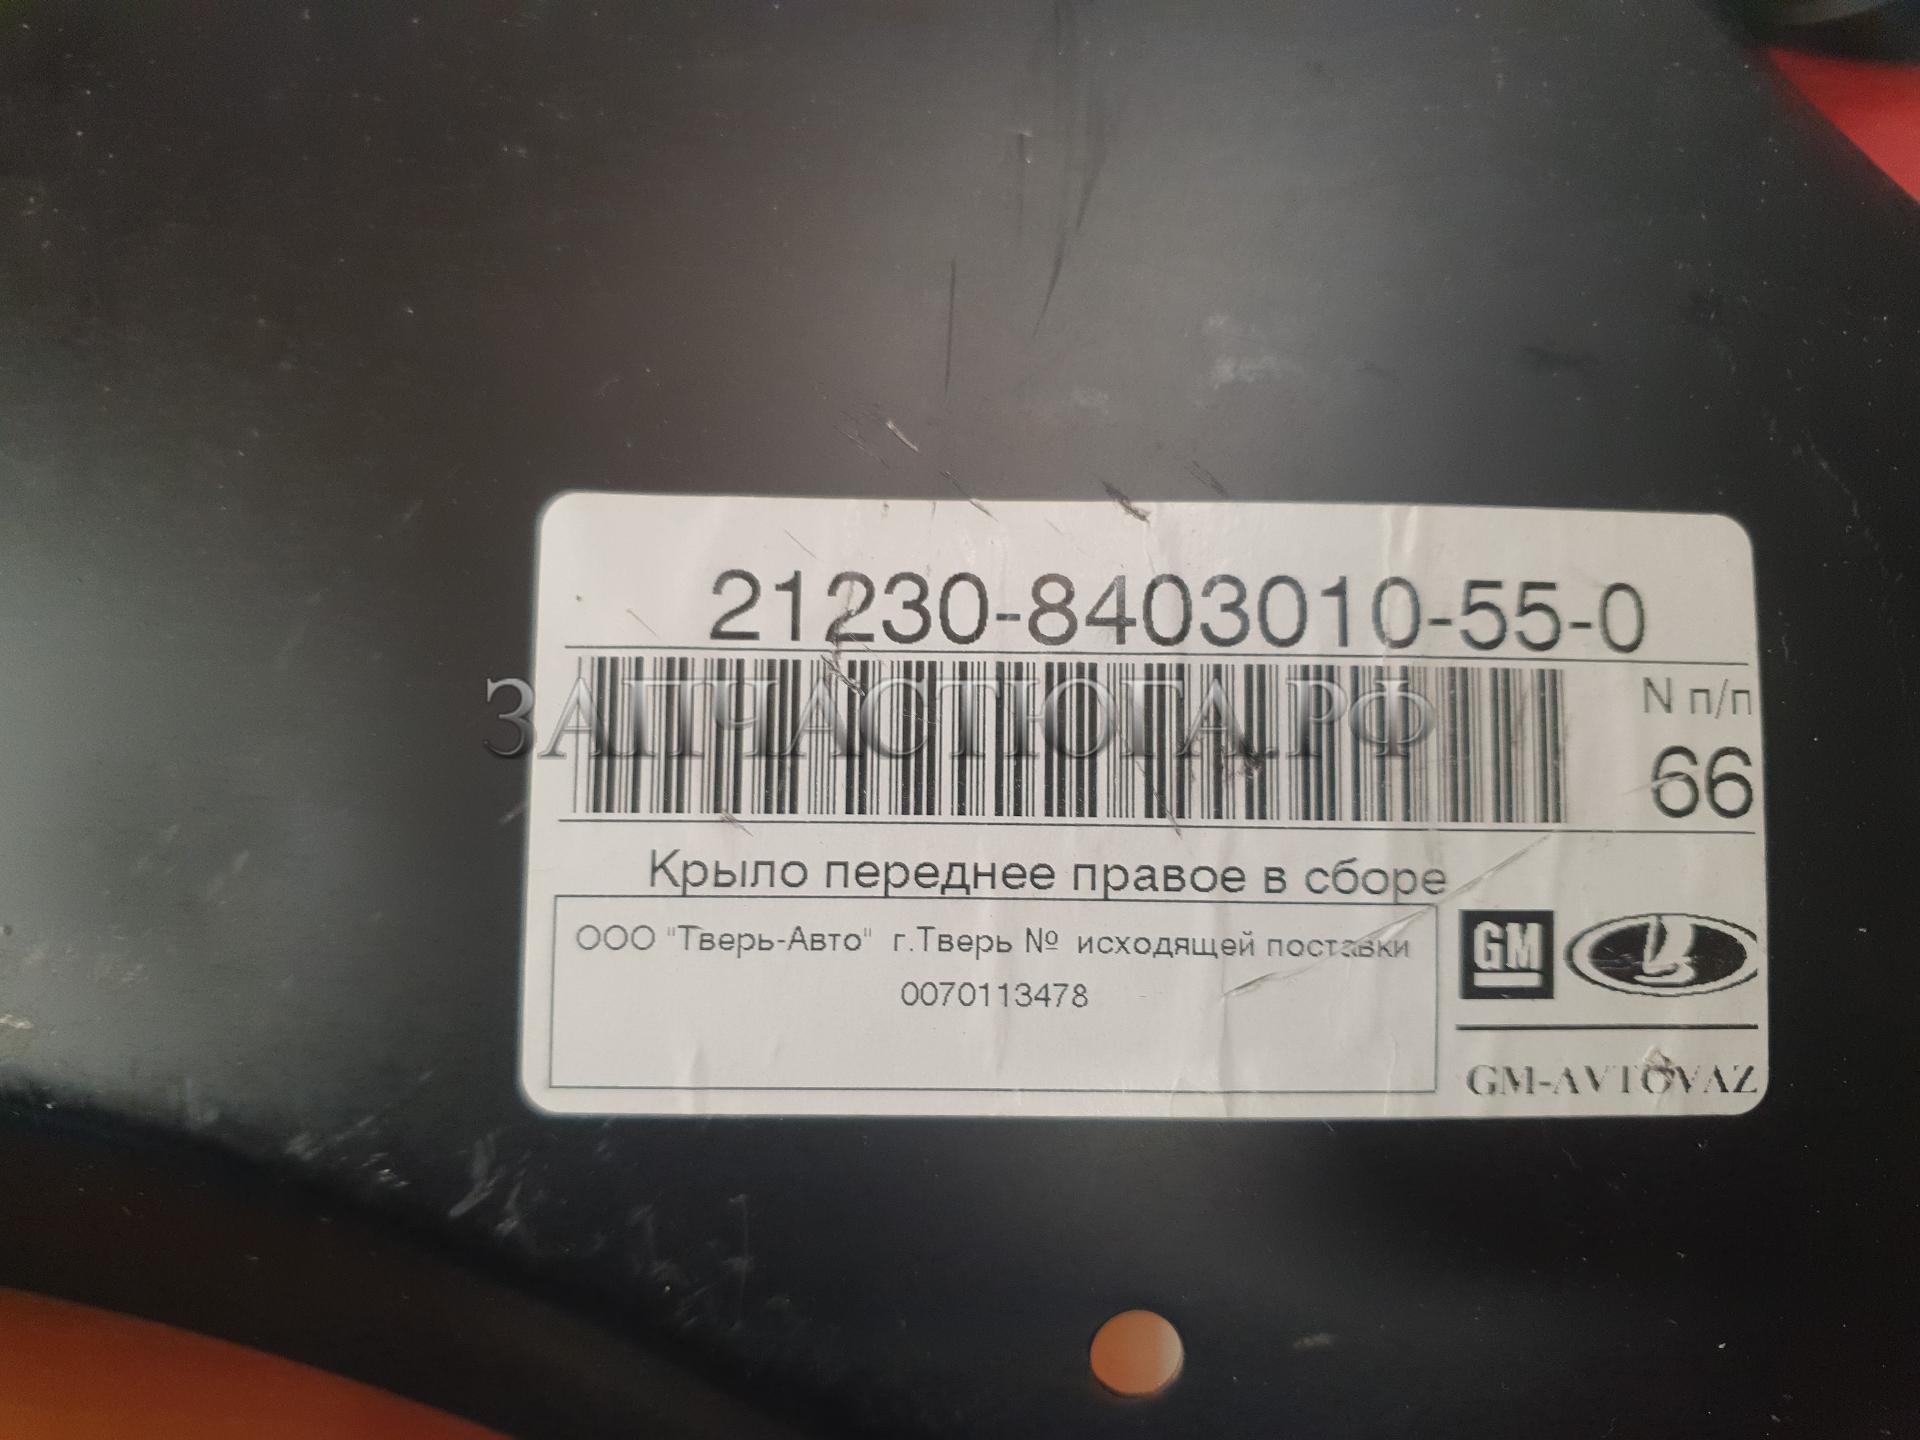 21230-8403010-55-0
ЗАПЧАСТЮГА.РФ
N п/п
66
Крыло переднее правое в сборе
ООО "Тверь-Авто" г.Тверь № исходящей поставки
0070113478
GM
GM-AVTOVAZ